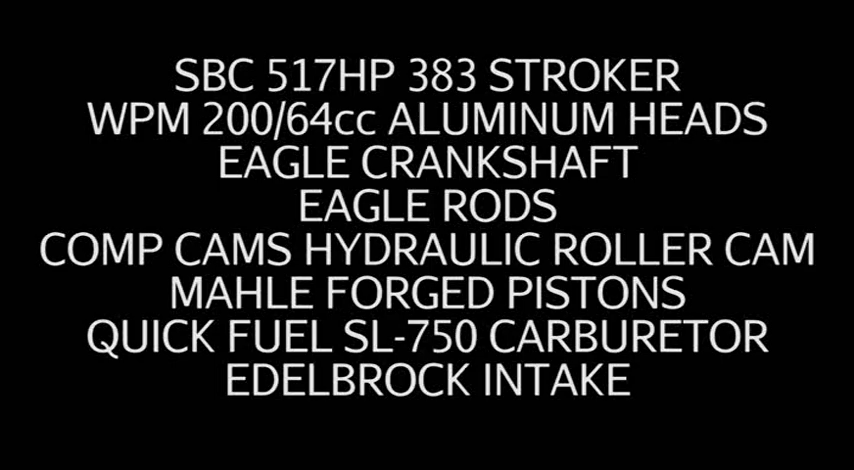 SBC 517HP 383 STROKER
WPM 200/64cc ALUMINUM HEADS
EAGLE CRANKSHAFT
EAGLE RODS
COMP CAMS HYDRAULIC ROLLER CAM
MAHLE FORGED PISTONS
QUICK FUEL SL-750 CARBURETOR
EDELBROCK INTAKE